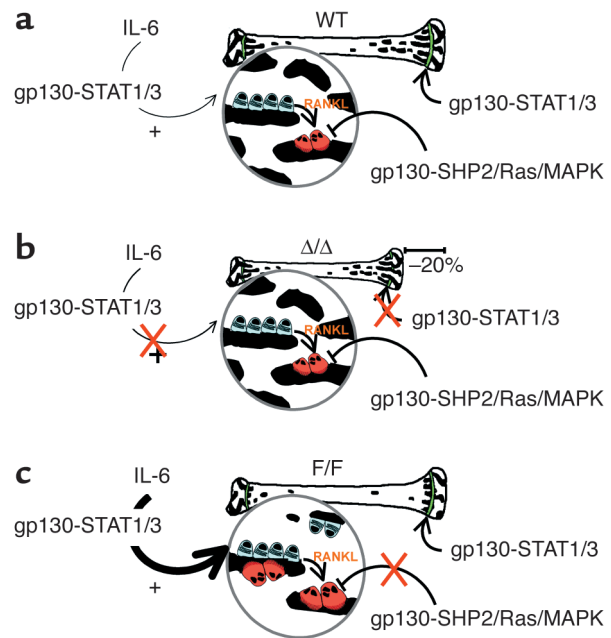 a
WT
IL-6
gp130-STAT1/3
+
RANKL
gp130-STAT1/3
gp130-SHP2/Ras/MAPK
b
Δ/Δ
IL-6
–20%
gp130-STAT1/3
+
RANKL
gp130-STAT1/3
gp130-SHP2/Ras/MAPK
c
F/F
IL-6
gp130-STAT1/3
+
RANKL
gp130-STAT1/3
gp130-SHP2/Ras/MAPK